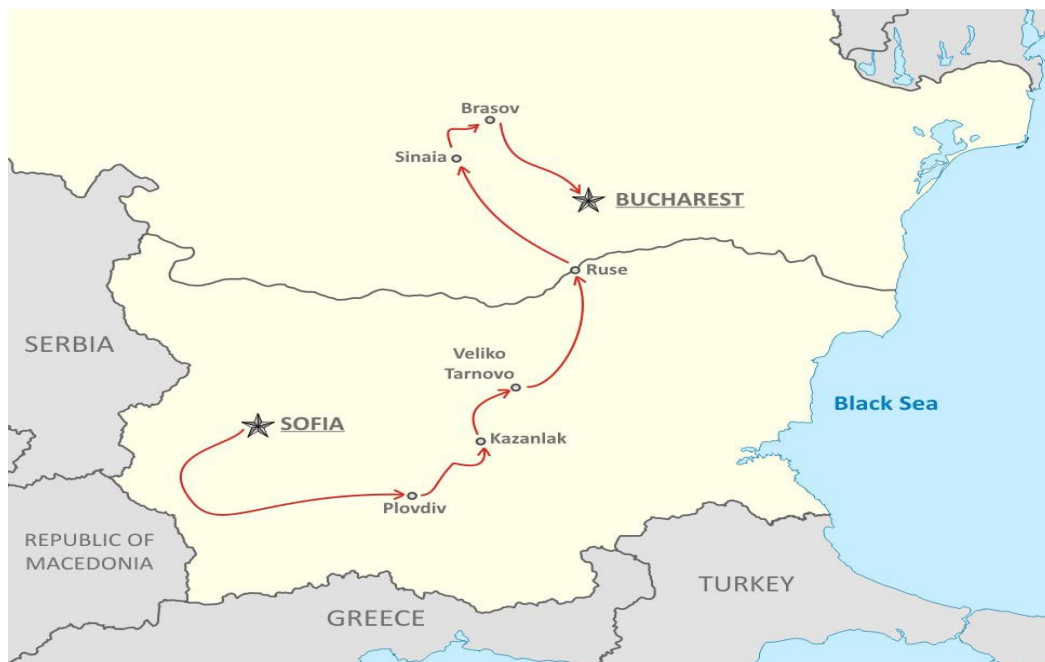 Brasov
Sinaia
BUCHAREST
Ruse
SERBIA
Veliko
Tarnovo
Black Sea
SOFIA
Kazanlak
Plovdiv
REPUBLIC OF
MACEDONIA
TURKEY
GREECE